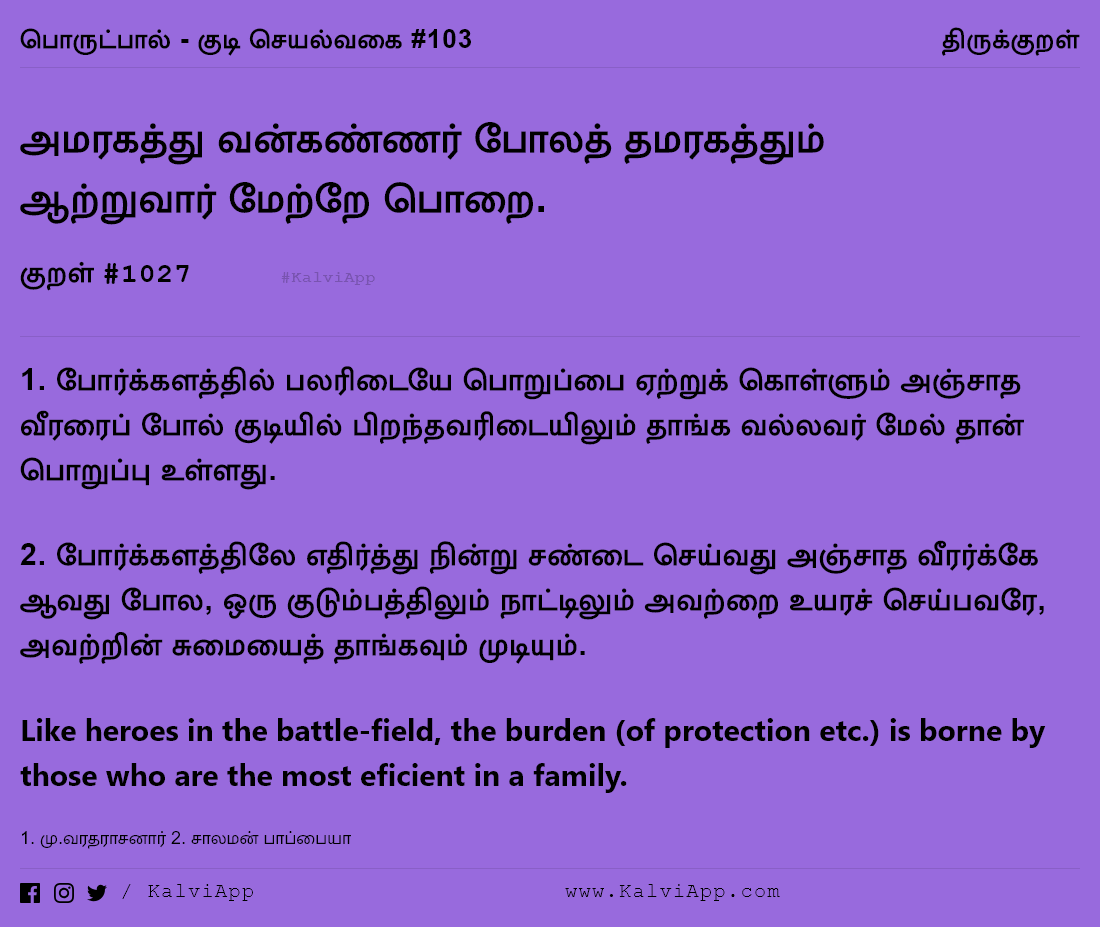 பொருட்பால் - குடி செயல்வகை #103 திருக்குறள்
அமரகத்து வன்கண்ணர் போலத் தமரகத்தும்
ஆற்றுவார் மேற்றே பொறை.
குறள் #1027 #KalviApp
1. போர்க்களத்தில் பலரிடையே பொறுப்பை ஏற்றுக் கொள்ளும் அஞ்சாத
வீரரைப் போல் குடியில் பிறந்தவரிடையிலும் தாங்க வல்லவர் மேல் தான்
பொறுப்பு உள்ளது.
2. போர்க்களத்திலே எதிர்த்து நின்று சண்டை செய்வது அஞ்சாத வீரர்க்கே
ஆவது போல, ஒரு குடும்பத்திலும் நாட்டிலும் அவற்றை உயரச் செய்பவரே,
அவற்றின் சுமையைத் தாங்கவும் முடியும்.
Like heroes in the battle-field, the burden (of protection etc.) is borne by
those who are the most eficient in a family.
1. மு.வரதராசனார் 2. சாலமன் பாப்பையா
/ KalviApp www.KalviApp.com